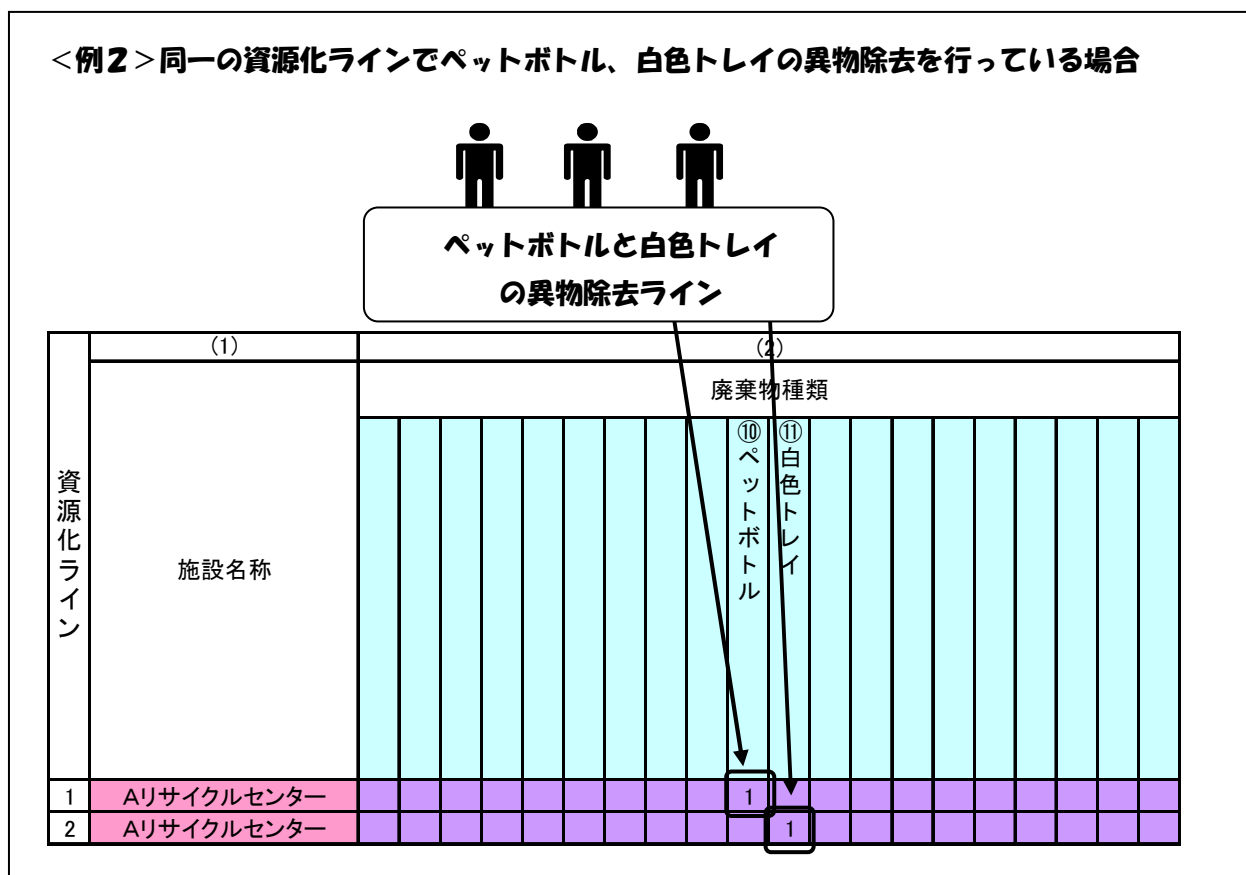 ＜例２＞同一の資源化ラインでペットボトル、白色トレイの異物除去を行っている場合
ペットボトルと白色トレイ
の異物除去ライン
資源化ライン
(1)
(2)
施設名称
廃棄物種類
⑩ペットボトル
⑪白色トレイ
1 Aリサイクルセンター 1
2 Aリサイクルセンター 1